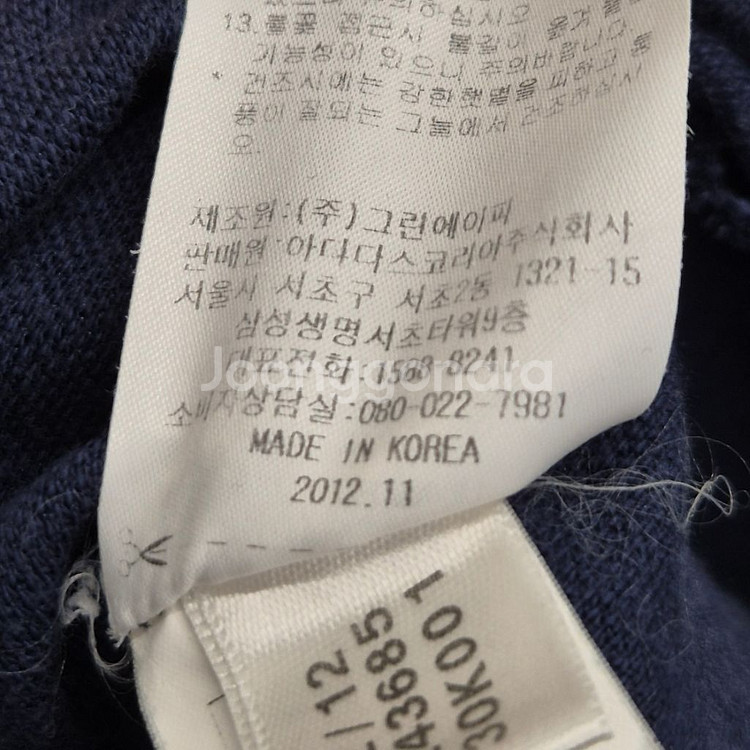 하십시오
13. 불꽃 접근시 불길이 옮겨 붙을
가능성이 있으니 주의바랍니다.
* 건조시에는 강한햇볕을 피하고 통
풍이 잘되는 그늘에서 건조하십시
오.
제조원:(주)그린에이피
판매원:아디다스코리아주식회사
서울시 서초구 서초2동 1321-15
삼성생명서초타워9층
대표전화 1588-8241
소비자상담실:080-022-7981
MADE IN KOREA
2012.11
Joonggonara
/12
43685
30K001